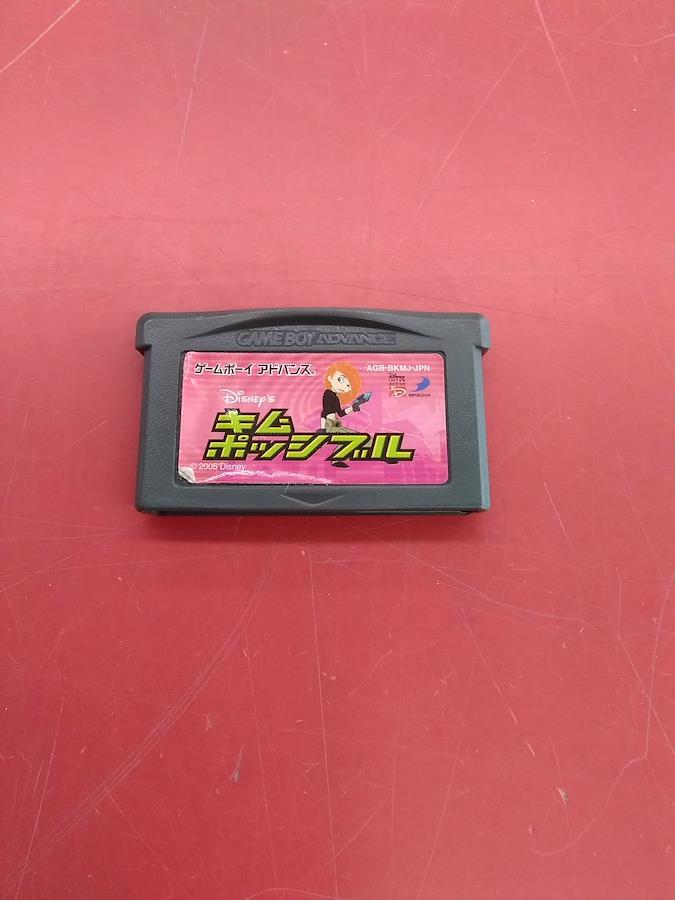 GAME BOY ADVANCE
ゲームボーイ アドバンス
AGB-BKMJ-JPN
Disney's
キム
ポッシブル
© 2005 Disney